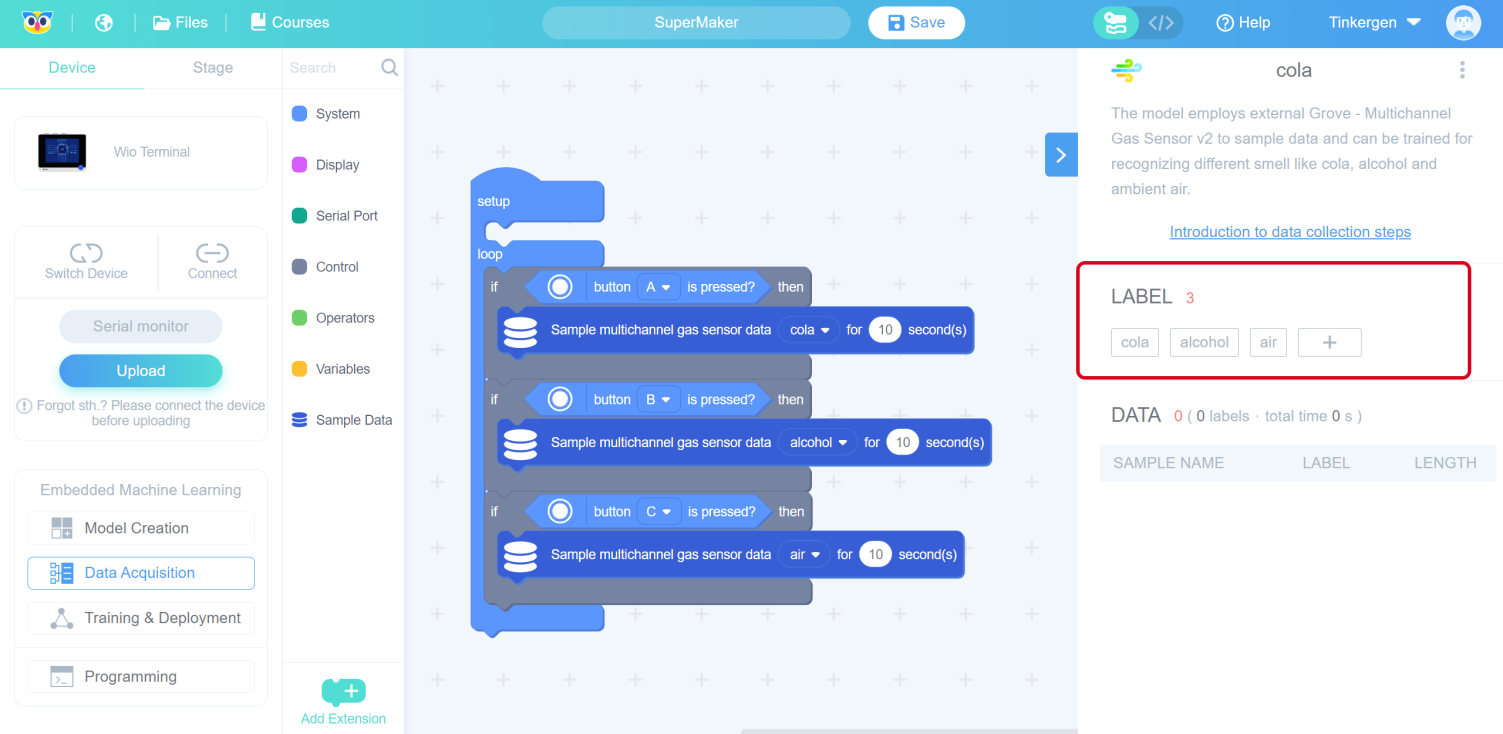 Files
Courses
SuperMaker
Save
</>
Help
Tinkergen
Device
Stage
Wio Terminal
Switch Device
Connect
Serial monitor
Upload
Forgot sth.? Please connect the device
before uploading
Embedded Machine Learning
Model Creation
Data Acquisition
Training & Deployment
Programming
Search
System
Display
Serial Port
Control
Operators
Variables
Sample Data
Add Extension
setup
loop
if button A is pressed? then
Sample multichannel gas sensor data cola for 10 second(s)
if button B is pressed? then
Sample multichannel gas sensor data alcohol for 10 second(s)
if button C is pressed? then
Sample multichannel gas sensor data air for 10 second(s)
cola
The model employs external Grove - Multichannel
Gas Sensor v2 to sample data and can be trained for
recognizing different smell like cola, alcohol and
ambient air.
Introduction to data collection steps
LABEL 3
cola alcohol air +
DATA 0 ( 0 labels · total time 0 s )
SAMPLE NAME LABEL LENGTH